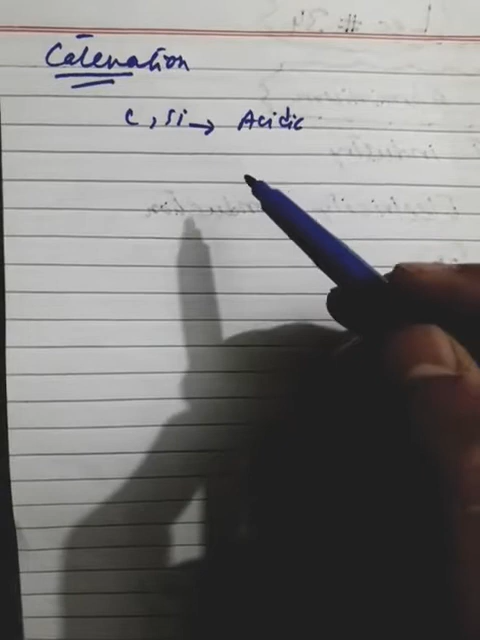 Catenation
C, Si → Acidic